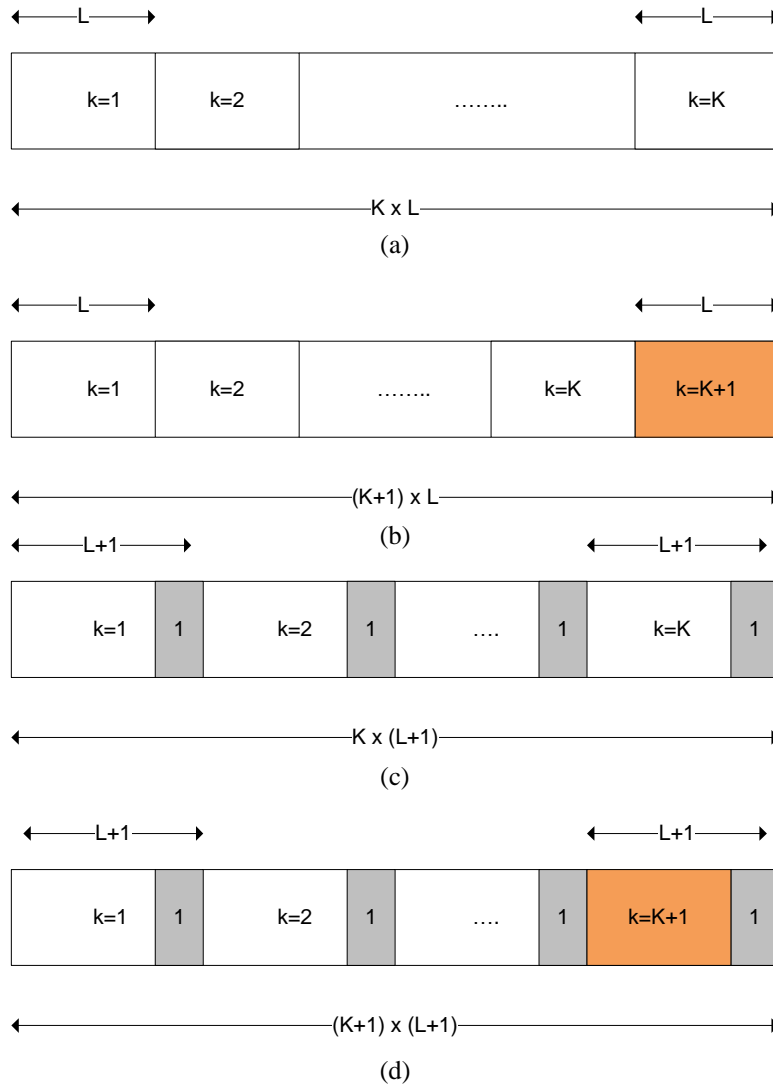 L L
k=1 k=2 ........ k=K
K x L
(a)
L L
k=1 k=2 ........ k=K k=K+1
(K+1) x L
(b)
L+1 L+1
k=1 1 k=2 1 .... 1 k=K 1
K x (L+1)
(c)
L+1 L+1
k=1 1 k=2 1 .... 1 k=K+1 1
(K+1) x (L+1)
(d)